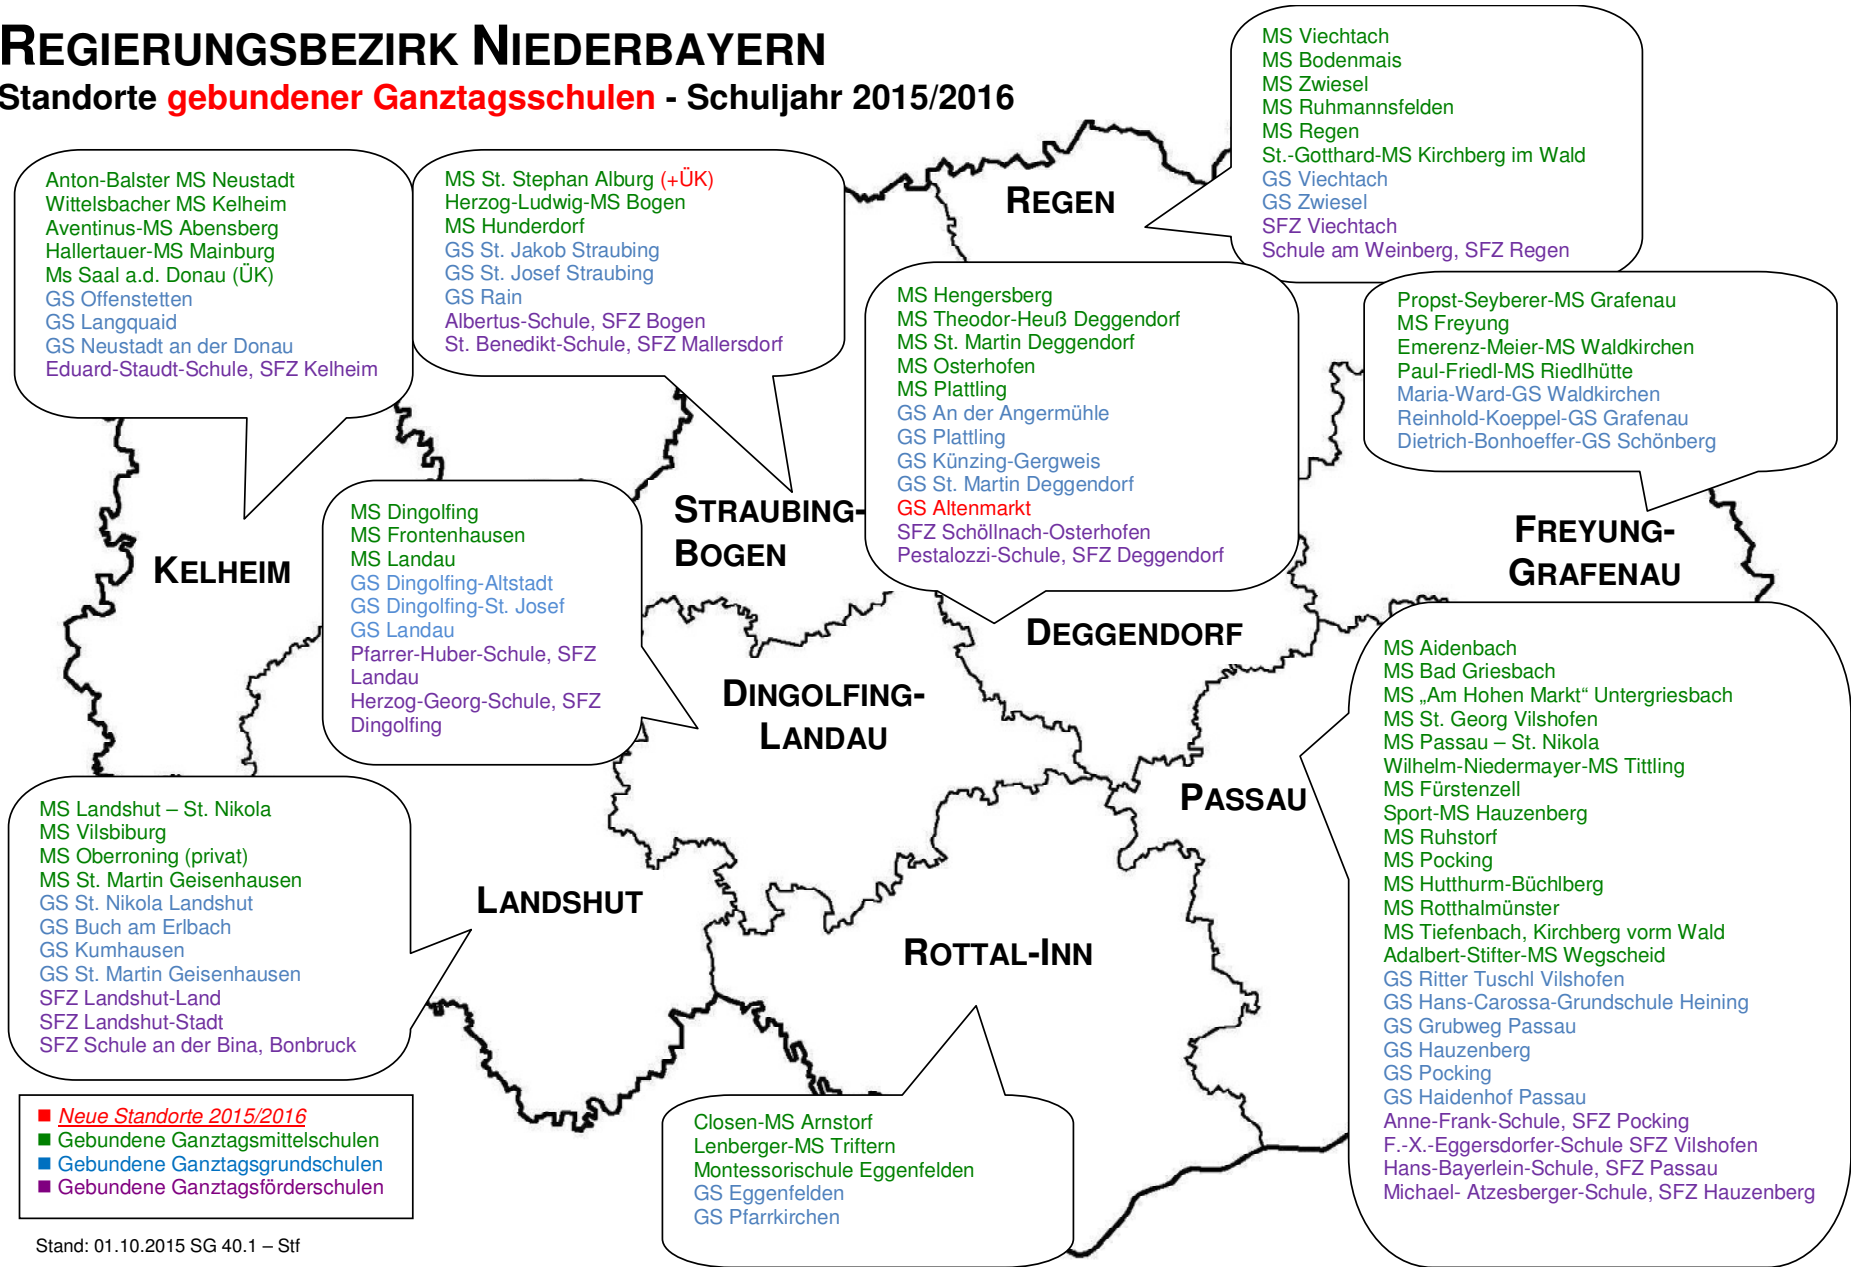 REGIERUNGSBEZIRK NIEDERBAYERN
Standorte gebundener Ganztagsschulen - Schuljahr 2015/2016
MS Viechtach
MS Bodenmais
MS Zwiesel
MS Ruhmannsfelden
MS Regen
St.-Gotthard-MS Kirchberg im Wald
GS Viechtach
GS Zwiesel
SFZ Viechtach
Schule am Weinberg, SFZ Regen
REGEN
Anton-Balster MS Neustadt
Wittelsbacher MS Kelheim
Aventinus-MS Abensberg
Hallertauer-MS Mainburg
Ms Saal a.d. Donau (ÜK)
GS Offenstetten
GS Langquaid
GS Neustadt an der Donau
Eduard-Staudt-Schule, SFZ Kelheim
KELHEIM
MS St. Stephan Alburg (+ÜK)
Herzog-Ludwig-MS Bogen
MS Hunderdorf
GS St. Jakob Straubing
GS St. Josef Straubing
GS Rain
Albertus-Schule, SFZ Bogen
St. Benedikt-Schule, SFZ Mallersdorf
STRAUBING-
BOGEN
MS Hengersberg
MS Theodor-Heuß Deggendorf
MS St. Martin Deggendorf
MS Osterhofen
MS Plattling
GS An der Angermühle
GS Plattling
GS Künzing-Gergweis
GS St. Martin Deggendorf
GS Altenmarkt
SFZ Schöllnach-Osterhofen
Pestalozzi-Schule, SFZ Deggendorf
DEGGENDORF
Propst-Seyberer-MS Grafenau
MS Freyung
Emerenz-Meier-MS Waldkirchen
Paul-Friedl-MS Riedlhütte
Maria-Ward-GS Waldkirchen
Reinhold-Koeppel-GS Grafenau
Dietrich-Bonhoeffer-GS Schönberg
FREYUNG-
GRAFENAU
MS Dingolfing
MS Frontenhausen
MS Landau
GS Dingolfing-Altstadt
GS Dingolfing-St. Josef
GS Landau
Pfarrer-Huber-Schule, SFZ
Landau
Herzog-Georg-Schule, SFZ
Dingolfing
DINGOLFING-
LANDAU
MS Aidenbach
MS Bad Griesbach
MS „Am Hohen Markt“ Untergriesbach
MS St. Georg Vilshofen
MS Passau – St. Nikola
Wilhelm-Niedermayer-MS Tittling
MS Fürstenzell
Sport-MS Hauzenberg
MS Ruhstorf
MS Pocking
MS Hutthurm-Büchlberg
MS Rotthalmünster
MS Tiefenbach, Kirchberg vorm Wald
Adalbert-Stifter-MS Wegscheid
GS Ritter Tuschl Vilshofen
GS Hans-Carossa-Grundschule Heining
GS Grubweg Passau
GS Hauzenberg
GS Pocking
GS Haidenhof Passau
Anne-Frank-Schule, SFZ Pocking
F.-X.-Eggersdorfer-Schule SFZ Vilshofen
Hans-Bayerlein-Schule, SFZ Passau
Michael- Atzesberger-Schule, SFZ Hauzenberg
PASSAU
MS Landshut – St. Nikola
MS Vilsbiburg
MS Oberroning (privat)
MS St. Martin Geisenhausen
GS St. Nikola Landshut
GS Buch am Erlbach
GS Kumhausen
GS St. Martin Geisenhausen
SFZ Landshut-Land
SFZ Landshut-Stadt
SFZ Schule an der Bina, Bonbruck
LANDSHUT
ROTTAL-INN
Closen-MS Arnstorf
Lenberger-MS Triftern
Montessorischule Eggenfelden
GS Eggenfelden
GS Pfarrkirchen
Neue Standorte 2015/2016
Gebundene Ganztagsmittelschulen
Gebundene Ganztagsgrundschulen
Gebundene Ganztagsförderschulen
Stand: 01.10.2015 SG 40.1 – Stf